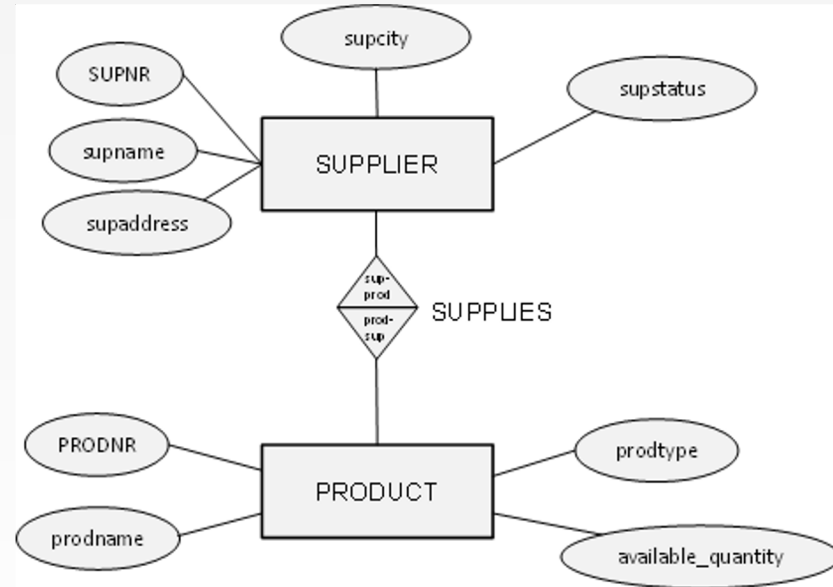 supcity
SUPNR
supstatus
supname
SUPPLIER
supaddress
sup-
prod
SUPPLIES
prod-
sup
PRODNR
prodtype
PRODUCT
prodname
available_quantity